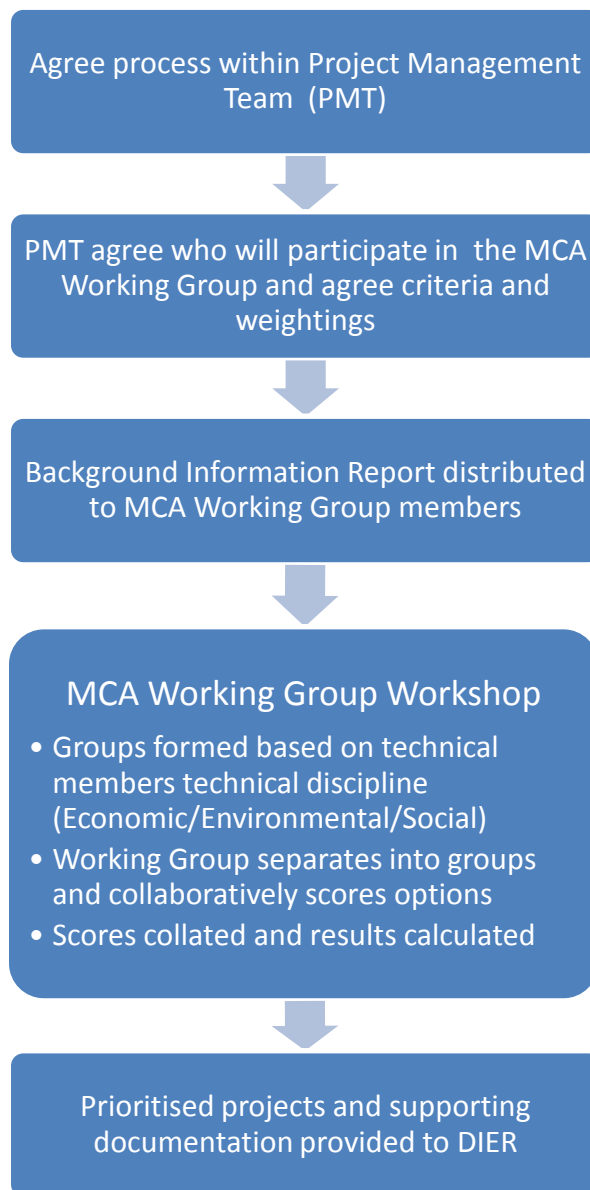 Agree process within Project Management
Team (PMT)
PMT agree who will participate in the MCA
Working Group and agree criteria and
weightings
Background Information Report distributed
to MCA Working Group members
MCA Working Group Workshop
• Groups formed based on technical
members technical discipline
(Economic/Environmental/Social)
• Working Group separates into groups
and collaboratively scores options
• Scores collated and results calculated
Prioritised projects and supporting
documentation provided to DIER